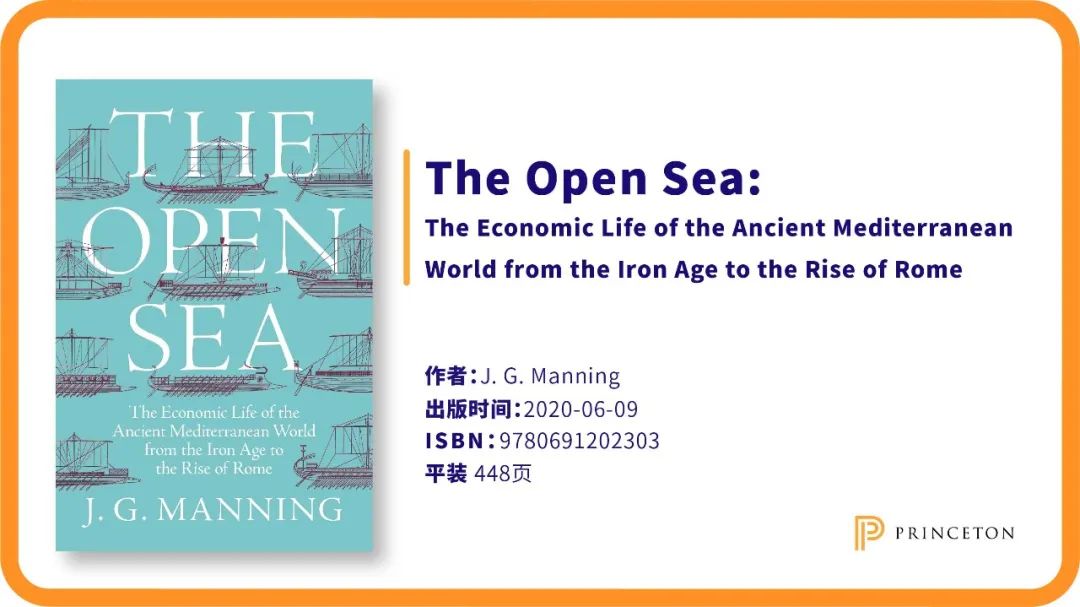 THE
OPEN
SEA
The Economic Life of the
Ancient Mediterranean World
from the Iron Age to
the Rise of Rome
J. G. MANNING
The Open Sea:
The Economic Life of the Ancient Mediterranean
World from the Iron Age to the Rise of Rome
作者：J. G. Manning
出版时间：2020-06-09
ISBN：9780691202303
平装 448页
PRINCETON